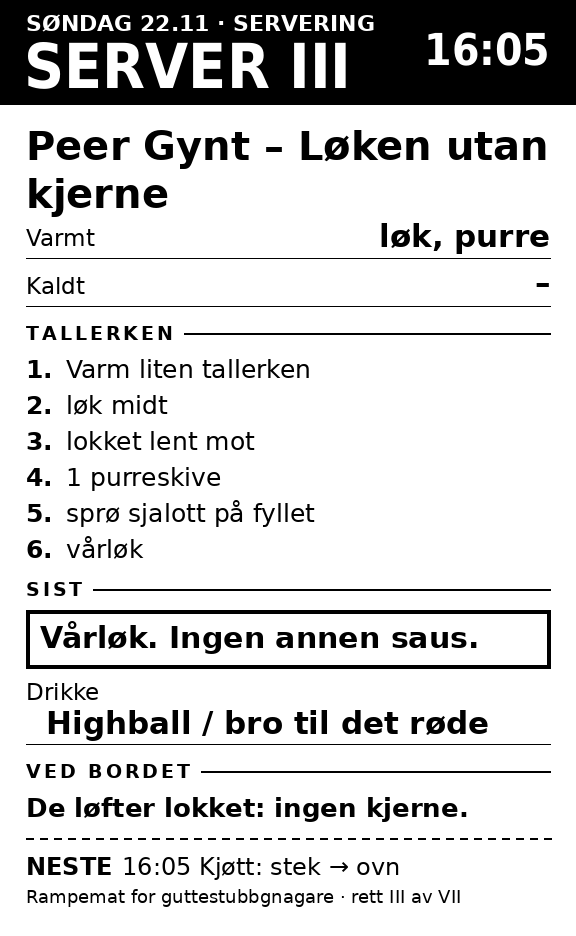 SØNDAG 22.11 · SERVERING
SERVER III
16:05
Peer Gynt – Løken utan
kjerne
Varmt løk, purre
Kaldt –
TALLERKEN
1. Varm liten tallerken
2. løk midt
3. lokket lent mot
4. 1 purreskive
5. sprø sjalott på fyllet
6. vårløk
SIST
Vårløk. Ingen annen saus.
Drikke
Highball / bro til det røde
VED BORDET
De løfter lokket: ingen kjerne.
NESTE 16:05 Kjøtt: stek → ovn
Rampemat for guttestubbgnagare · rett III av VII